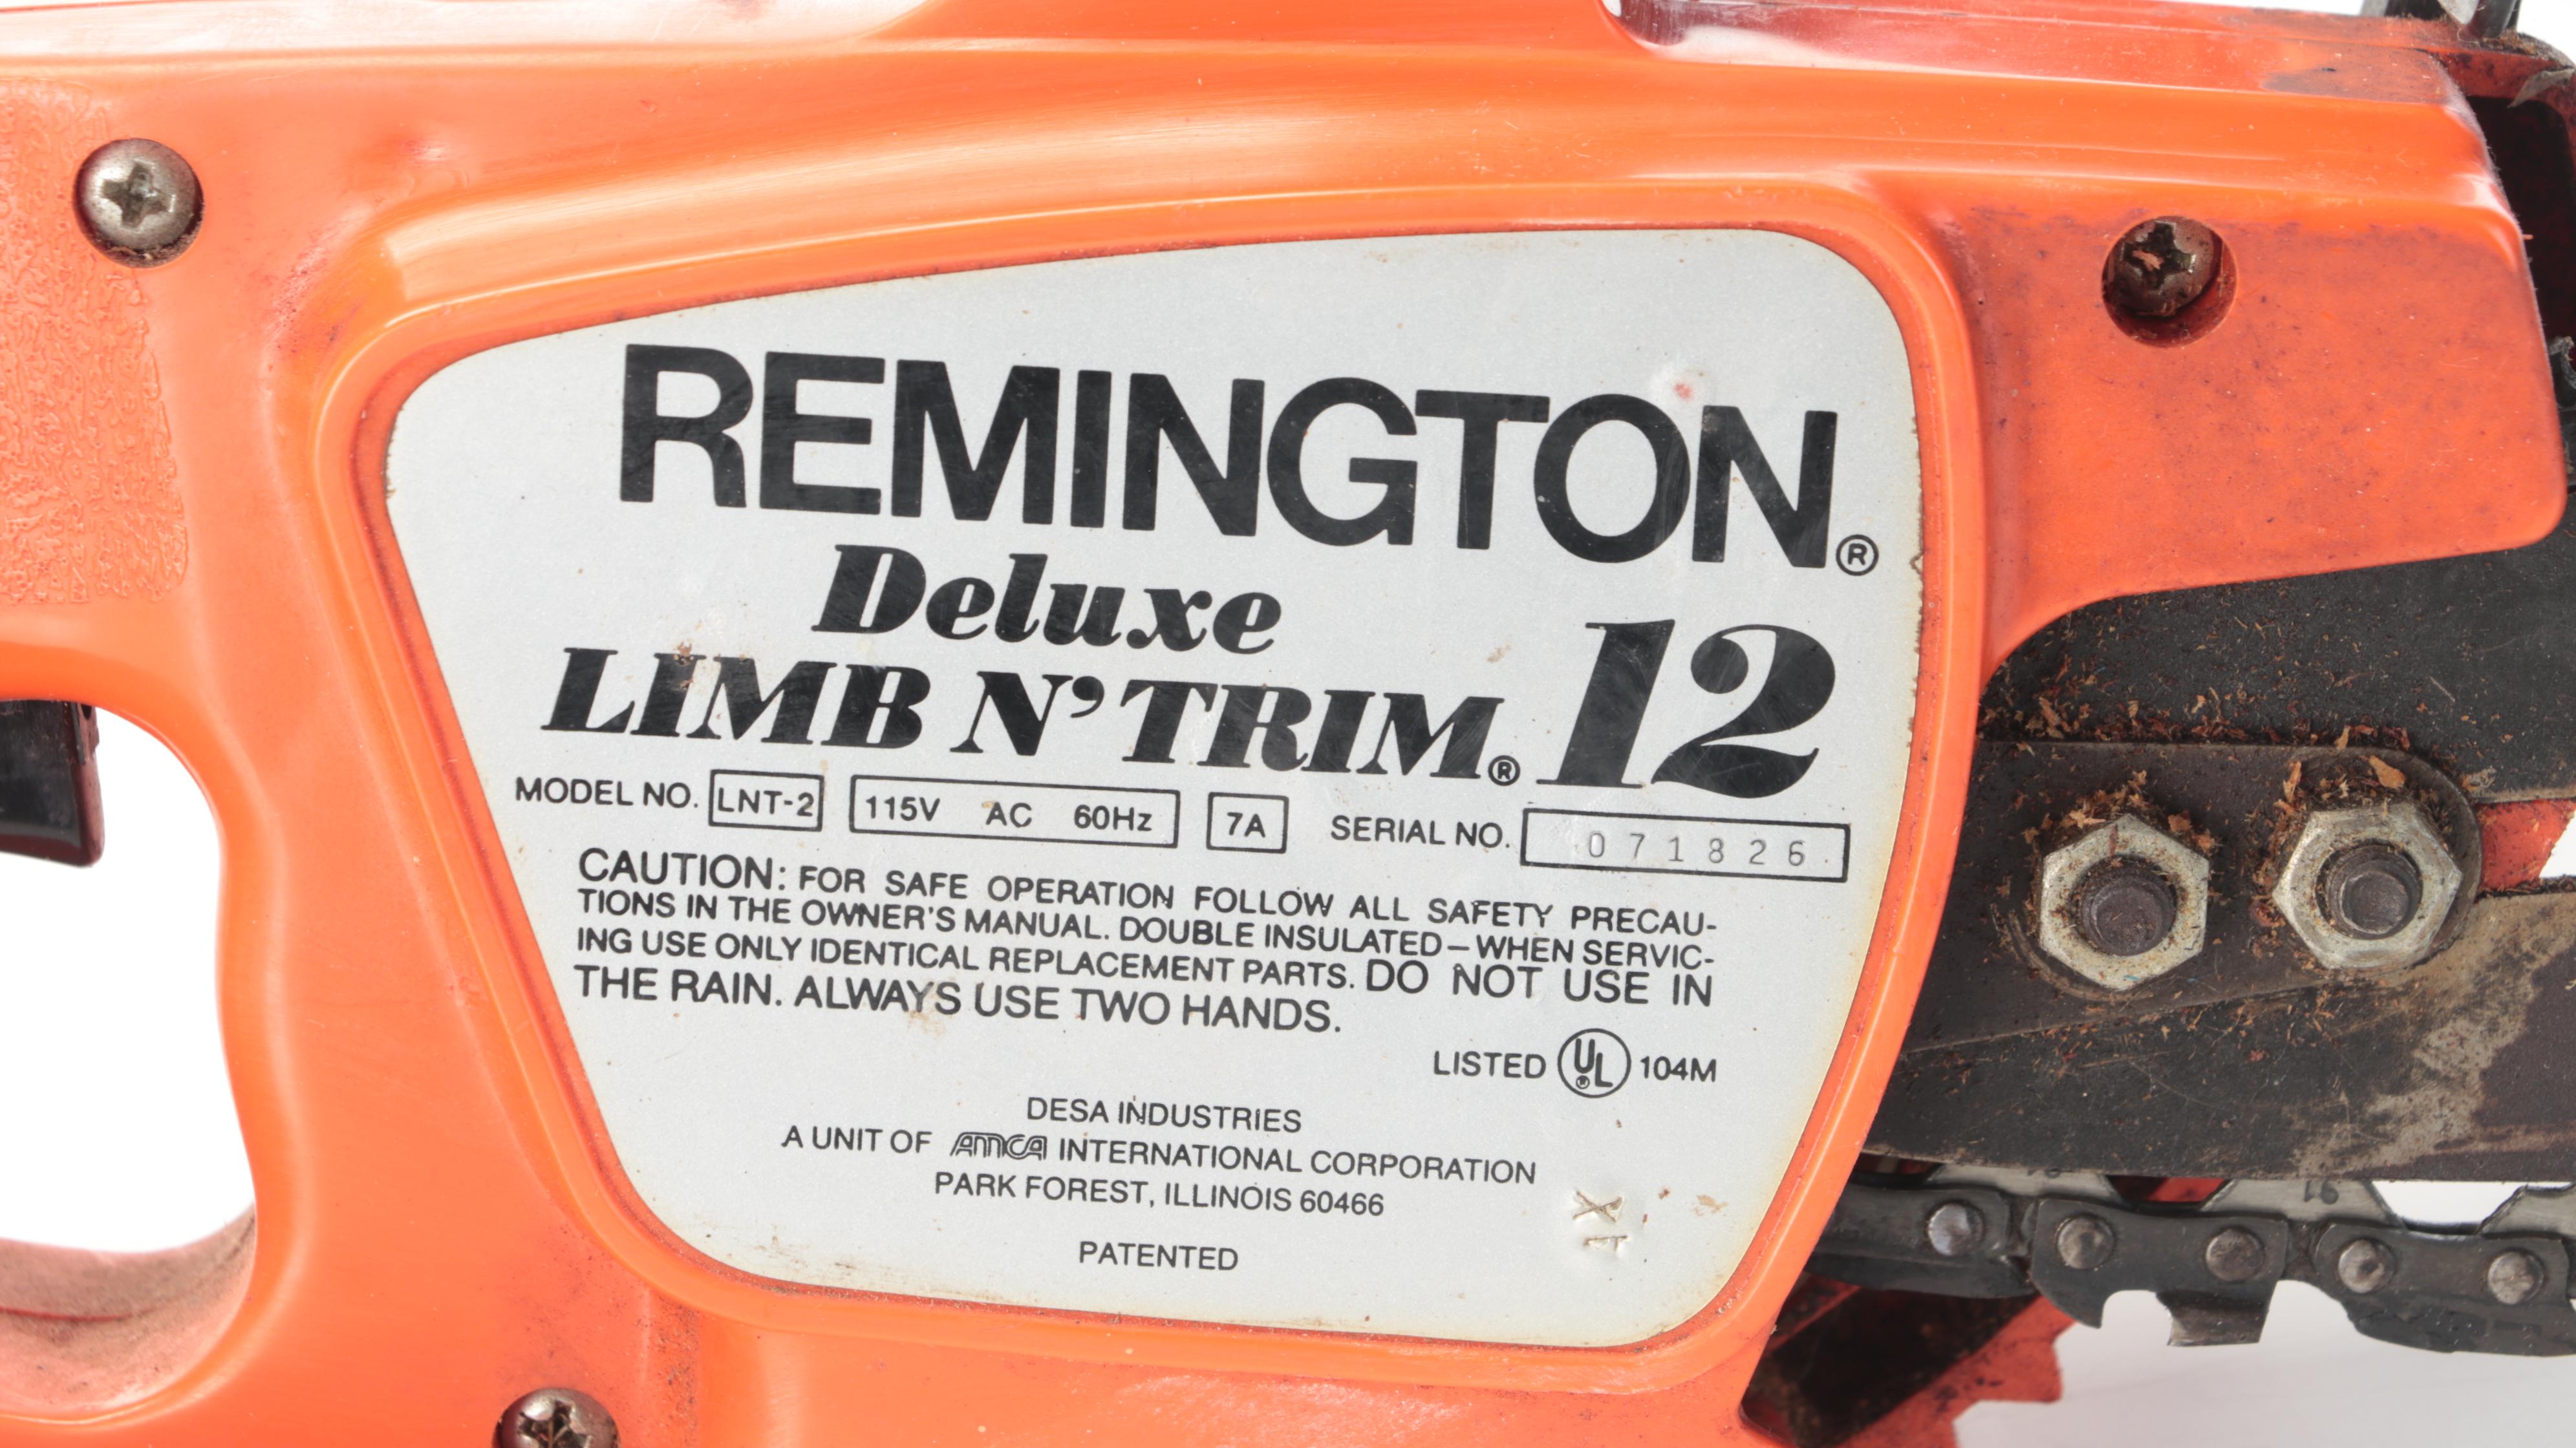 REMINGTON®
Deluxe
LIMB N' TRIM® 12
MODEL NO. LNT-2 115V AC 60Hz 7A SERIAL NO. 071826
CAUTION: FOR SAFE OPERATION FOLLOW ALL SAFETY PRECAU-
TIONS IN THE OWNER'S MANUAL. DOUBLE INSULATED—WHEN SERVIC-
ING USE ONLY IDENTICAL REPLACEMENT PARTS. DO NOT USE IN
THE RAIN. ALWAYS USE TWO HANDS.
LISTED UL® 104M
DESA INDUSTRIES
A UNIT OF AMCA INTERNATIONAL CORPORATION
PARK FOREST, ILLINOIS 60466
PATENTED
91